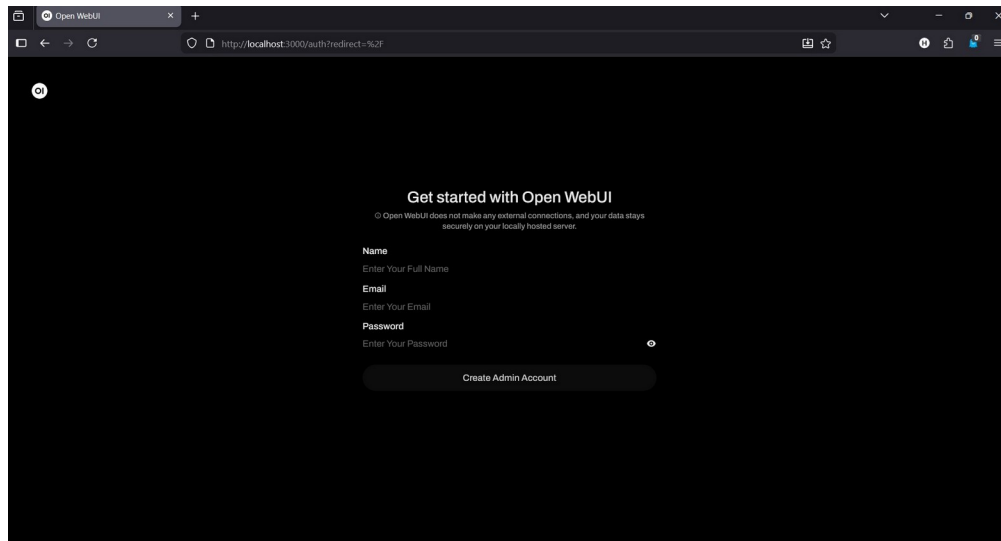 Open WebUI
http://localhost:3000/auth?redirect=%2F
0
OI
Get started with Open WebUI
Open WebUI does not make any external connections, and your data stays
securely on your locally hosted server.
Name
Enter Your Full Name
Email
Enter Your Email
Password
Enter Your Password
Create Admin Account